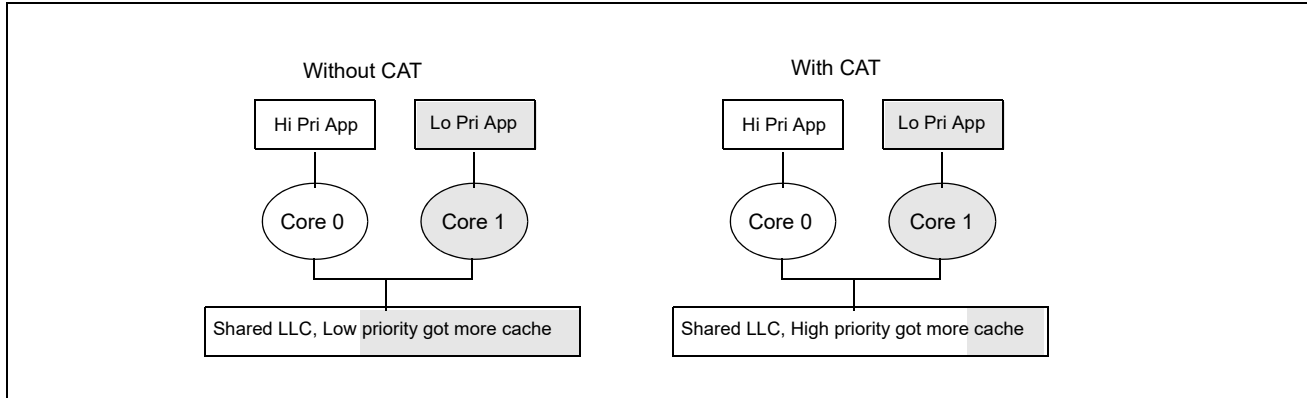 Without CAT
With CAT
Hi Pri App
Lo Pri App
Hi Pri App
Lo Pri App
Core 0
Core 1
Core 0
Core 1
Shared LLC, Low priority got more cache
Shared LLC, High priority got more cache